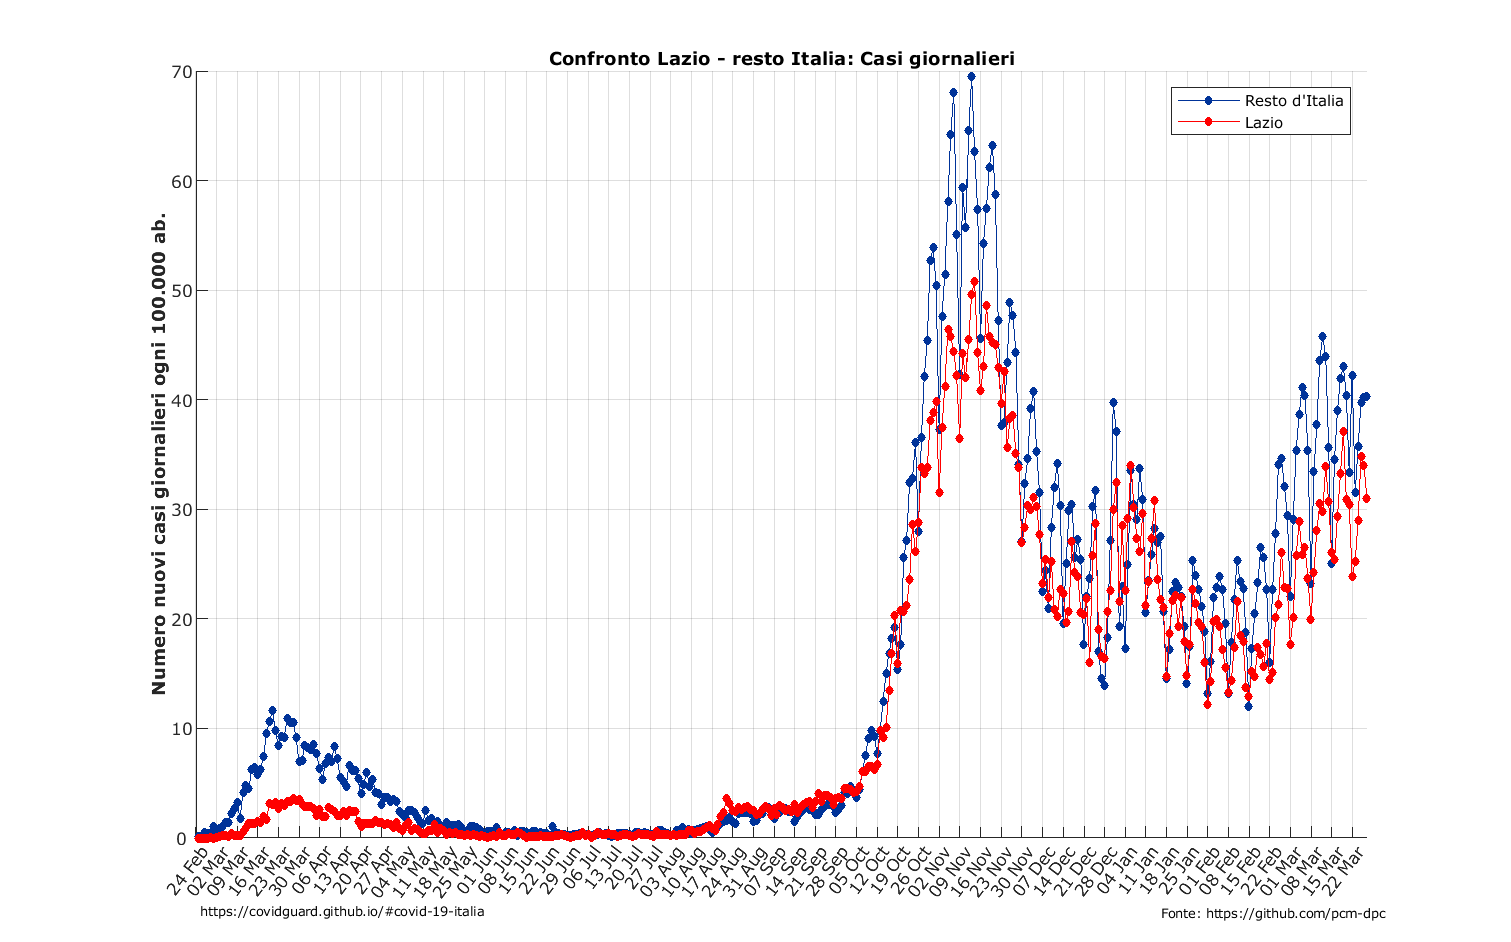 Confronto Lazio - resto Italia: Casi giornalieri
Numero nuovi casi giornalieri ogni 100.000 ab.
70
60
50
40
30
20
10
0
Resto d'Italia
Lazio
24 Feb
02 Mar
09 Mar
16 Mar
23 Mar
30 Mar
06 Apr
13 Apr
20 Apr
27 Apr
04 May
11 May
18 May
25 May
01 Jun
08 Jun
15 Jun
22 Jun
29 Jun
06 Jul
13 Jul
20 Jul
27 Jul
03 Aug
10 Aug
17 Aug
24 Aug
31 Aug
07 Sep
14 Sep
21 Sep
28 Sep
05 Oct
12 Oct
19 Oct
26 Oct
02 Nov
09 Nov
16 Nov
23 Nov
30 Nov
07 Dec
14 Dec
21 Dec
28 Dec
04 Jan
11 Jan
18 Jan
25 Jan
01 Feb
08 Feb
15 Feb
22 Feb
01 Mar
08 Mar
15 Mar
22 Mar
https://covidguard.github.io/#covid-19-italia
Fonte: https://github.com/pcm-dpc